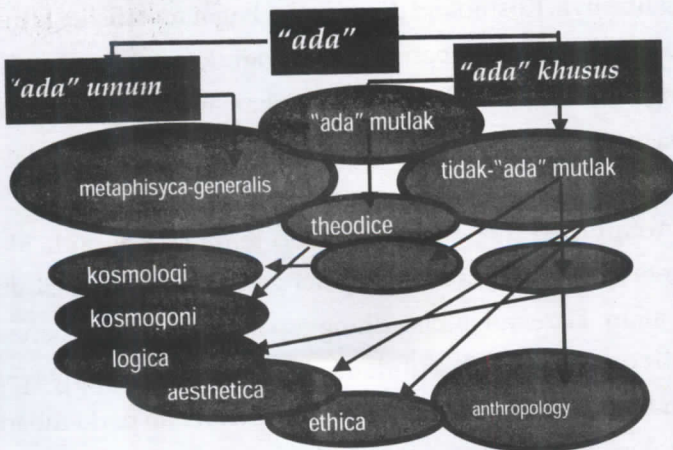 "ada"
"ada" umum
"ada" khusus
"ada" mutlak
metaphisyca-generalis
tidak-"ada" mutlak
theodice
kosmologi
kosmogoni
logica
aesthetica
ethica
anthropology